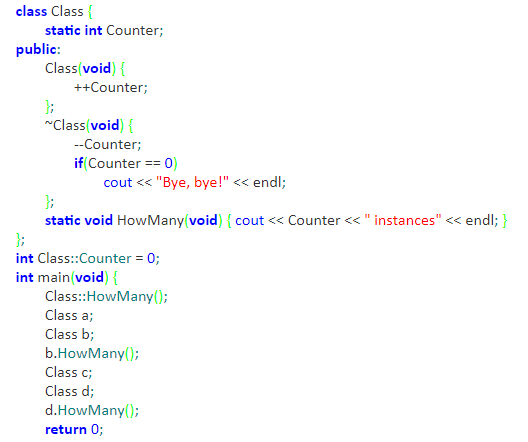 class Class {
static int Counter;
public:
Class(void) {
++Counter;
};
~Class(void) {
--Counter;
if(Counter == 0)
cout << "Bye, bye!" << endl;
};
static void HowMany(void) { cout << Counter << " instances" << endl; }
};
int Class::Counter = 0;
int main(void) {
Class::HowMany();
Class a;
Class b;
b.HowMany();
Class c;
Class d;
d.HowMany();
return 0;